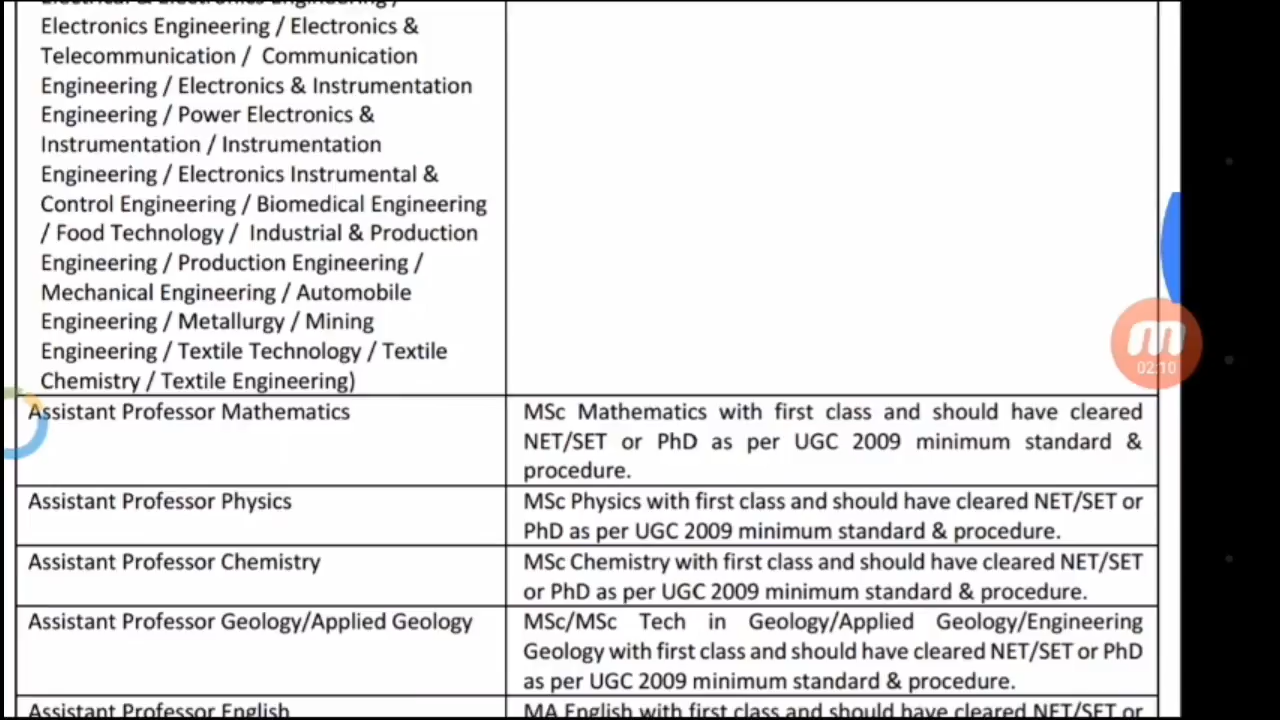 Electrical & Electronics Engineering /
Electronics Engineering / Electronics &
Telecommunication / Communication
Engineering / Electronics & Instrumentation
Engineering / Power Electronics &
Instrumentation / Instrumentation
Engineering / Electronics Instrumental &
Control Engineering / Biomedical Engineering
/ Food Technology / Industrial & Production
Engineering / Production Engineering /
Mechanical Engineering / Automobile
Engineering / Metallurgy / Mining
Engineering / Textile Technology / Textile
Chemistry / Textile Engineering)
Assistant Professor Mathematics
MSc Mathematics with first class and should have cleared
NET/SET or PhD as per UGC 2009 minimum standard &
procedure.
Assistant Professor Physics
MSc Physics with first class and should have cleared NET/SET or
PhD as per UGC 2009 minimum standard & procedure.
Assistant Professor Chemistry
MSc Chemistry with first class and should have cleared NET/SET
or PhD as per UGC 2009 minimum standard & procedure.
Assistant Professor Geology/Applied Geology
MSc/MSc Tech in Geology/Applied Geology/Engineering
Geology with first class and should have cleared NET/SET or PhD
as per UGC 2009 minimum standard & procedure.
Assistant Professor English
MA English with first class and should have cleared NET/SET or
02:10